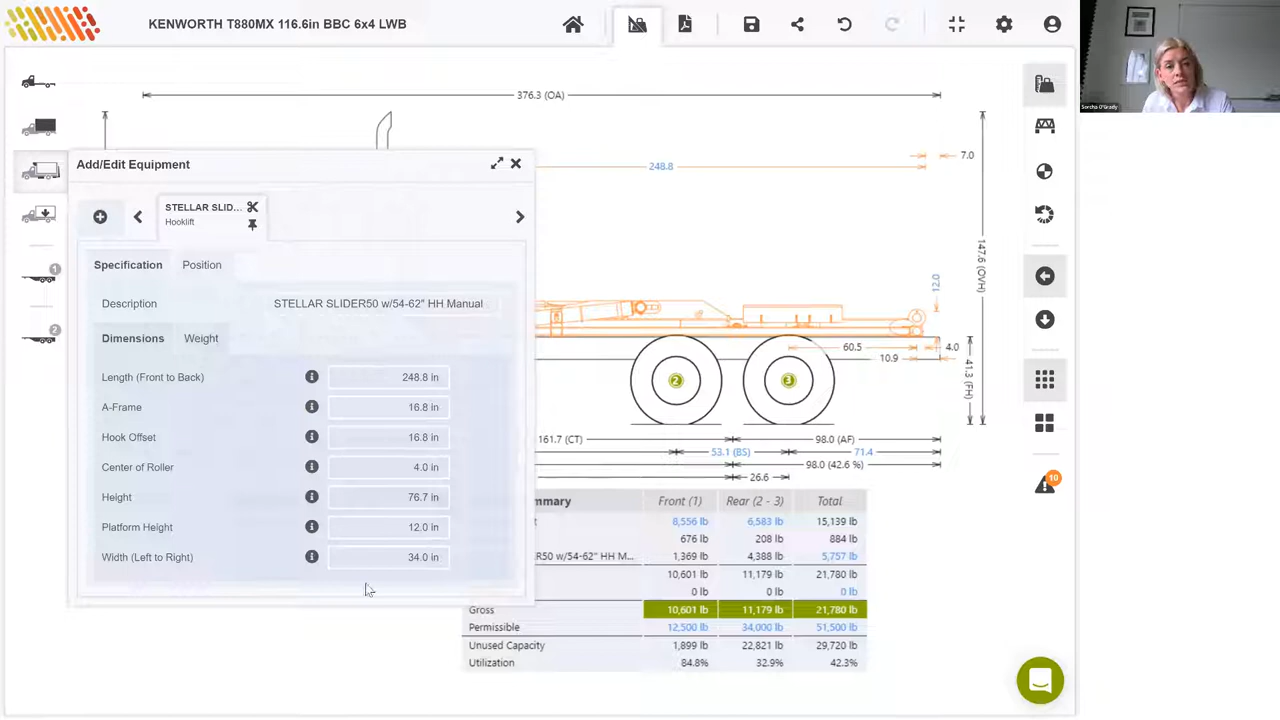 KENWORTH T880MX 116.6in BBC 6x4 LWB
Sorcha O'Grady
376.3 (OA)
Add/Edit Equipment
248.8
7.0
STELLAR SLID...
Hooklift
147.6 (OVH)
1
2
Specification
Position
Description
STELLAR SLIDER50 w/54-62" HH Manual
12.0
Dimensions
Weight
60.5
4.0
10.9
41.3 (FH)
Length (Front to Back)
248.8 in
2
3
A-Frame
16.8 in
Hook Offset
16.8 in
161.7 (CT)
98.0 (AF)
53.1 (BS)
71.4
Center of Roller
4.0 in
98.0 (42.6 %)
26.6
10
Height
76.7 in
Platform Height
12.0 in
Width (Left to Right)
34.0 in
mmary Front (1) Rear (2 - 3) Total
t 8,556 lb 6,583 lb 15,139 lb
676 lb 208 lb 884 lb
R50 w/54-62" HH M... 1,369 lb 4,388 lb 5,757 lb
10,601 lb 11,179 lb 21,780 lb
0 lb 0 lb 0 lb
Gross 10,601 lb 11,179 lb 21,780 lb
Permissible 12,500 lb 34,000 lb 51,500 lb
Unused Capacity 1,899 lb 22,821 lb 29,720 lb
Utilization 84.8% 32.9% 42.3%